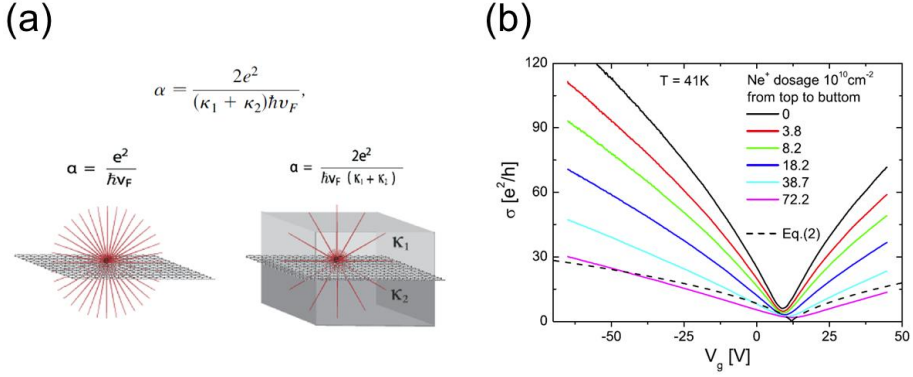 (a)
α = 2e² / (κ₁ + κ₂)ħυ_F,
α = e² / ħv_F
α = 2e² / ħv_F (κ₁ + κ₂)
κ₁
κ₂
(b)
120
90
60
30
0
σ [e²/h]
T = 41K
Ne⁺ dosage 10¹⁰cm⁻²
from top to buttom
0
3.8
8.2
18.2
38.7
72.2
Eq.(2)
-50 -25 0 25 50
V_g [V]